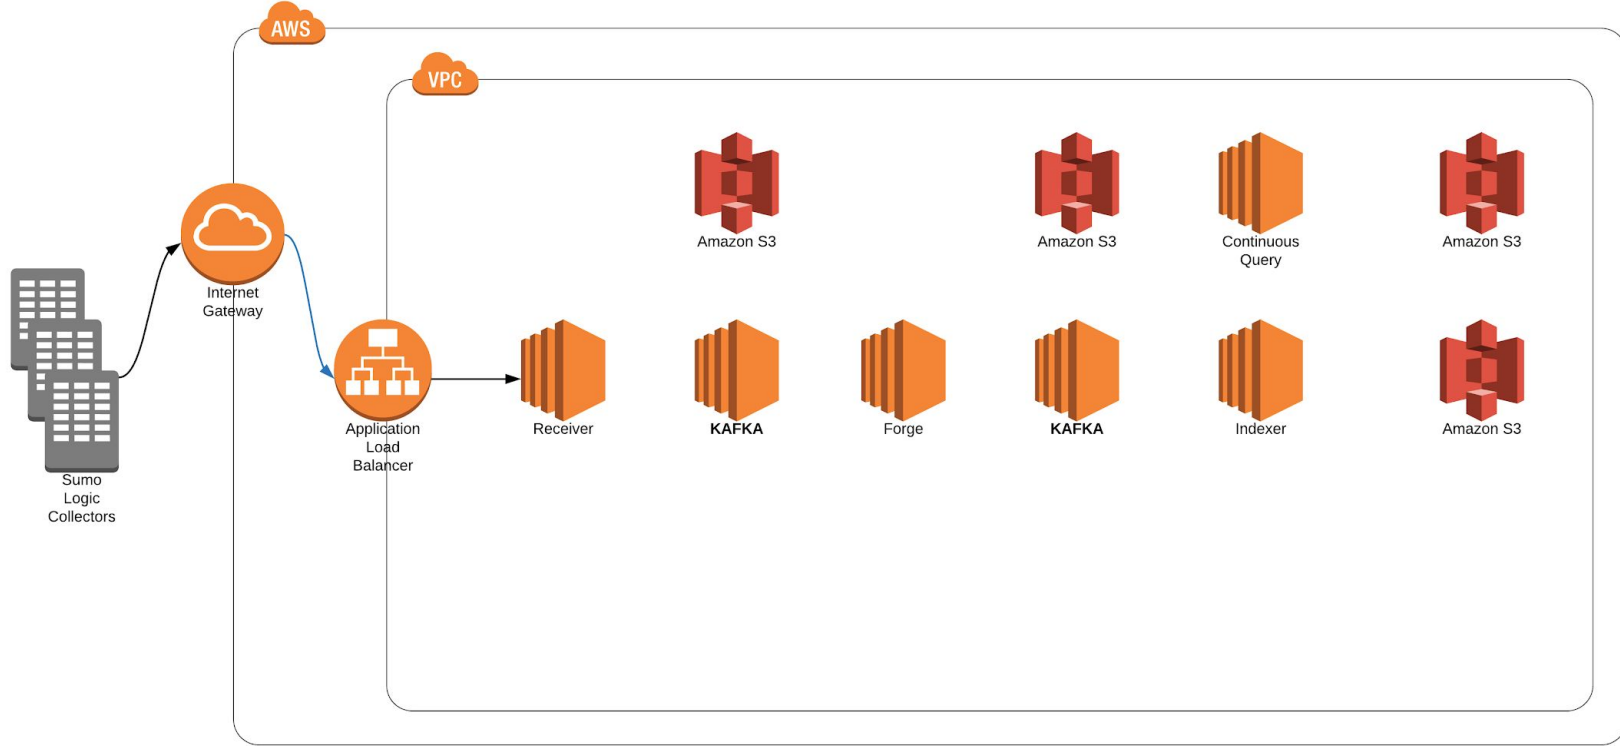 AWS
VPC
Amazon S3
Amazon S3
Continuous
Query
Amazon S3
Internet
Gateway
Application
Load
Balancer
Receiver
KAFKA
Forge
KAFKA
Indexer
Amazon S3
Sumo
Logic
Collectors